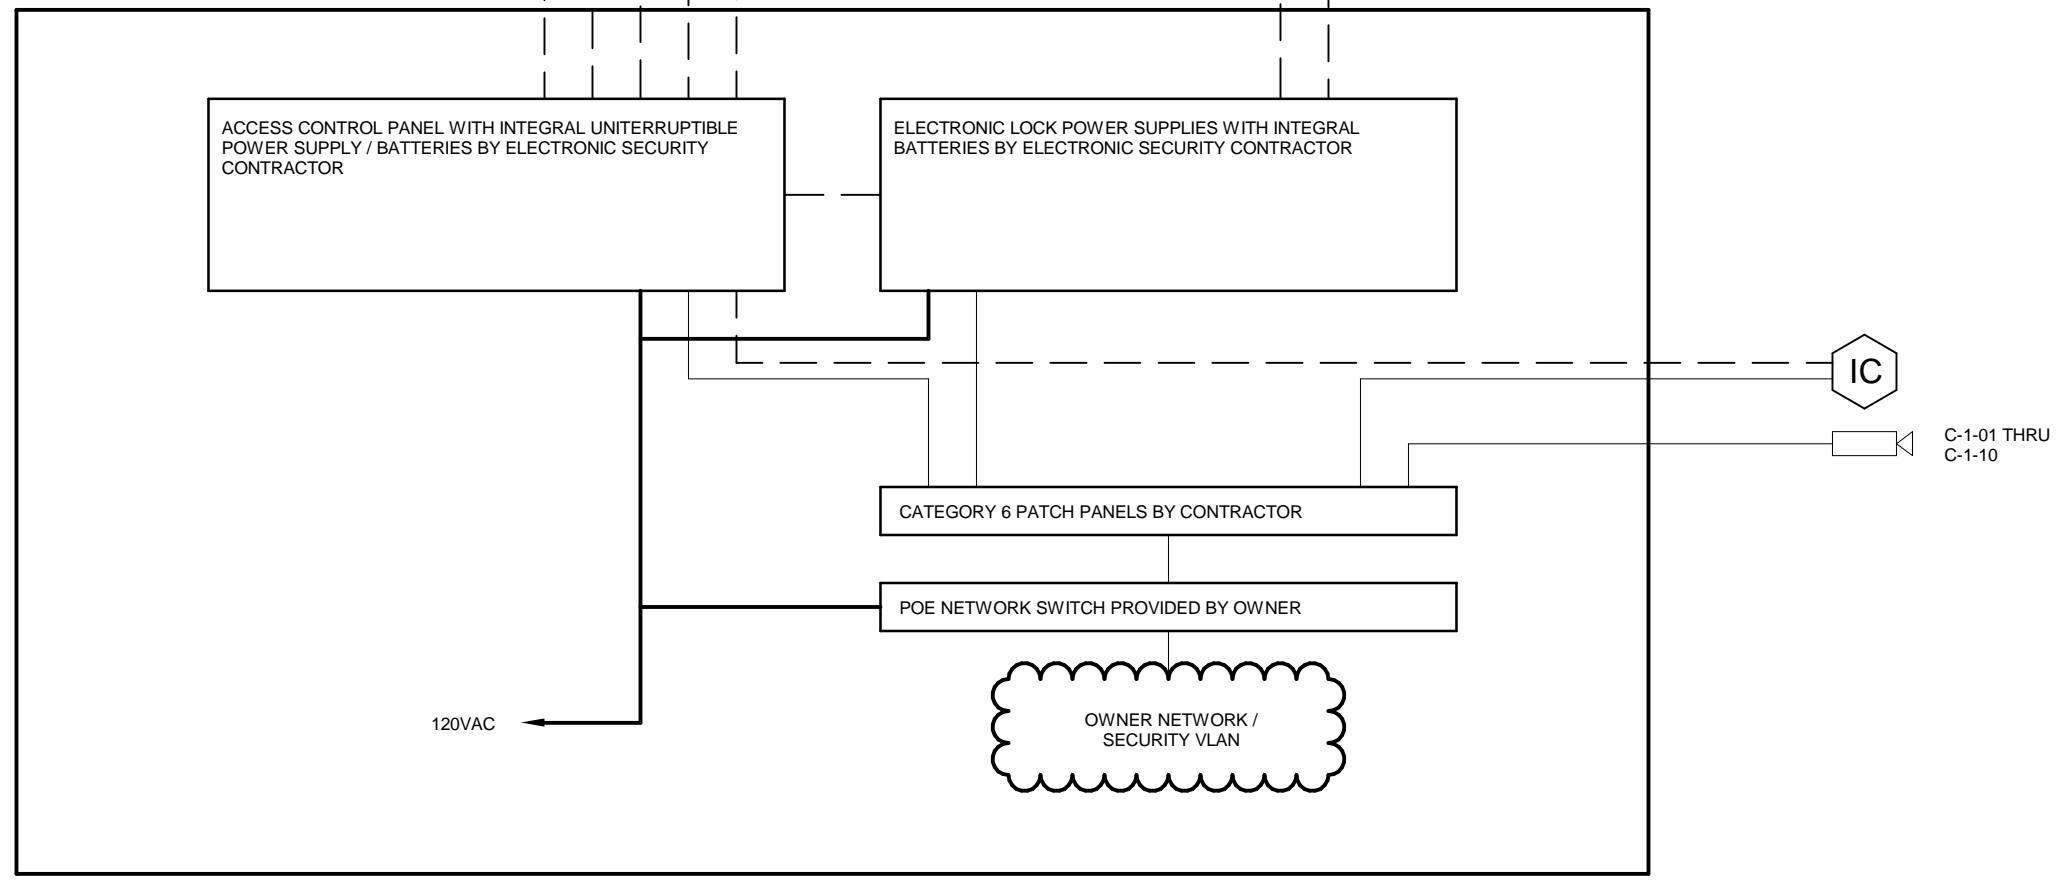 ACCESS CONTROL PANEL WITH INTEGRAL UNITERRUPTIBLE
POWER SUPPLY / BATTERIES BY ELECTRONIC SECURITY
CONTRACTOR
ELECTRONIC LOCK POWER SUPPLIES WITH INTEGRAL
BATTERIES BY ELECTRONIC SECURITY CONTRACTOR
IC
C-1-01 THRU
C-1-10
CATEGORY 6 PATCH PANELS BY CONTRACTOR
POE NETWORK SWITCH PROVIDED BY OWNER
120VAC
OWNER NETWORK /
SECURITY VLAN